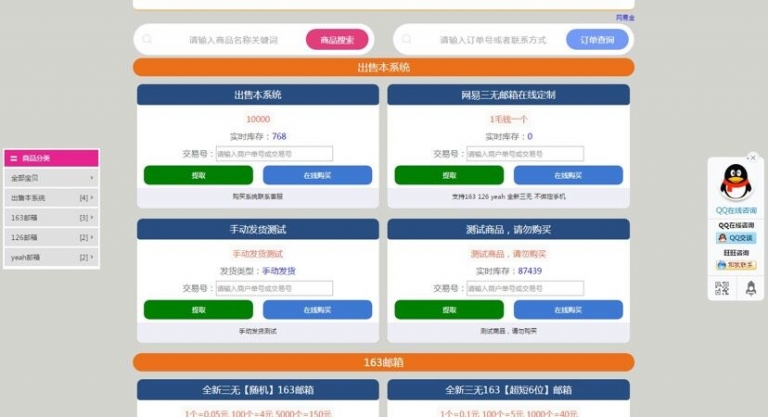 网易盒
请输入商品名称关键词 商品搜索
请输入订单号或者联系方式 订单查询
出售本系统
商品分类
全部宝贝
出售本系统 [4]
163邮箱 [3]
126邮箱 [2]
yeah邮箱 [2]
出售本系统
10000
实时库存：768
交易号：请输入商户单号或交易号
提取 在线购买
购买系统联系客服
网易三无邮箱在线定制
1毛钱一个
实时库存：0
交易号：请输入商户单号或交易号
提取 在线购买
支持163 126 yeah 全新三无 不绑定手机
手动发货测试
手动发货测试
发货类型：手动发货
交易号：请输入商户单号或交易号
提取 在线购买
手动发货测试
测试商品，请勿购买
测试商品，请勿购买
实时库存：87439
交易号：请输入商户单号或交易号
提取 在线购买
测试商品，请勿购买
163邮箱
全新三无【随机】163邮箱
1个=0.05元 100个=4元 5000个=150元
全新三无163【超短6位】邮箱
1个=0.1元 100个=5元 1000个=40元
QQ在线咨询
QQ在线咨询
QQ交谈
旺旺咨询
和我联系